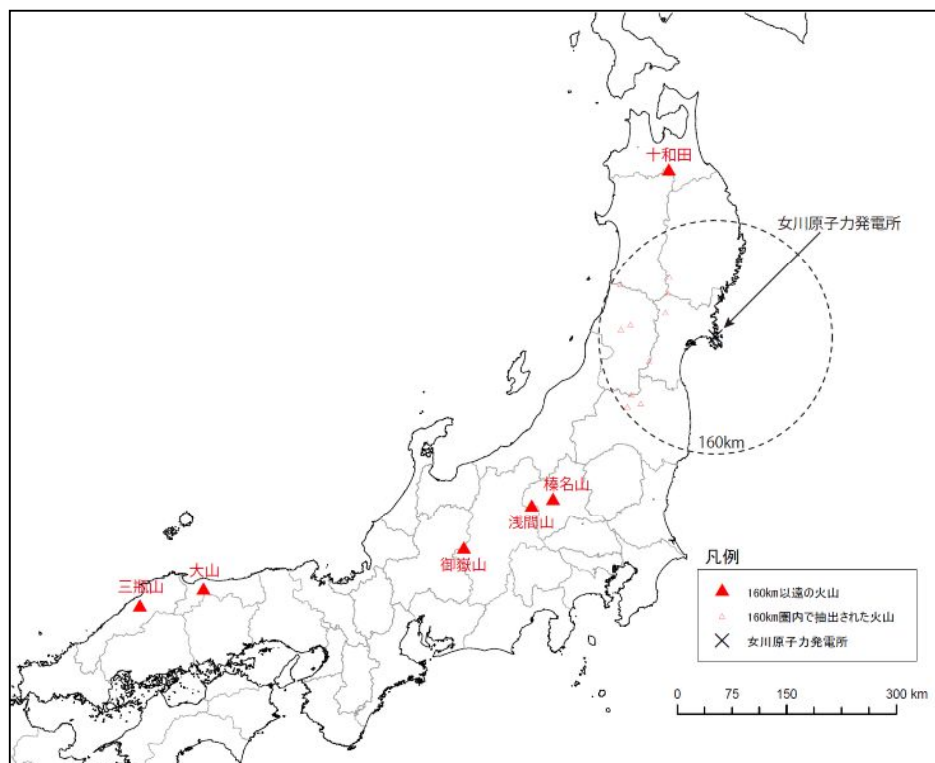 十和田
女川原子力発電所
160km
榛名山
浅間山
御嶽山
大山
三瓶山
凡例
160km以遠の火山
160km圏内で抽出された火山
女川原子力発電所
0 75 150 300 km